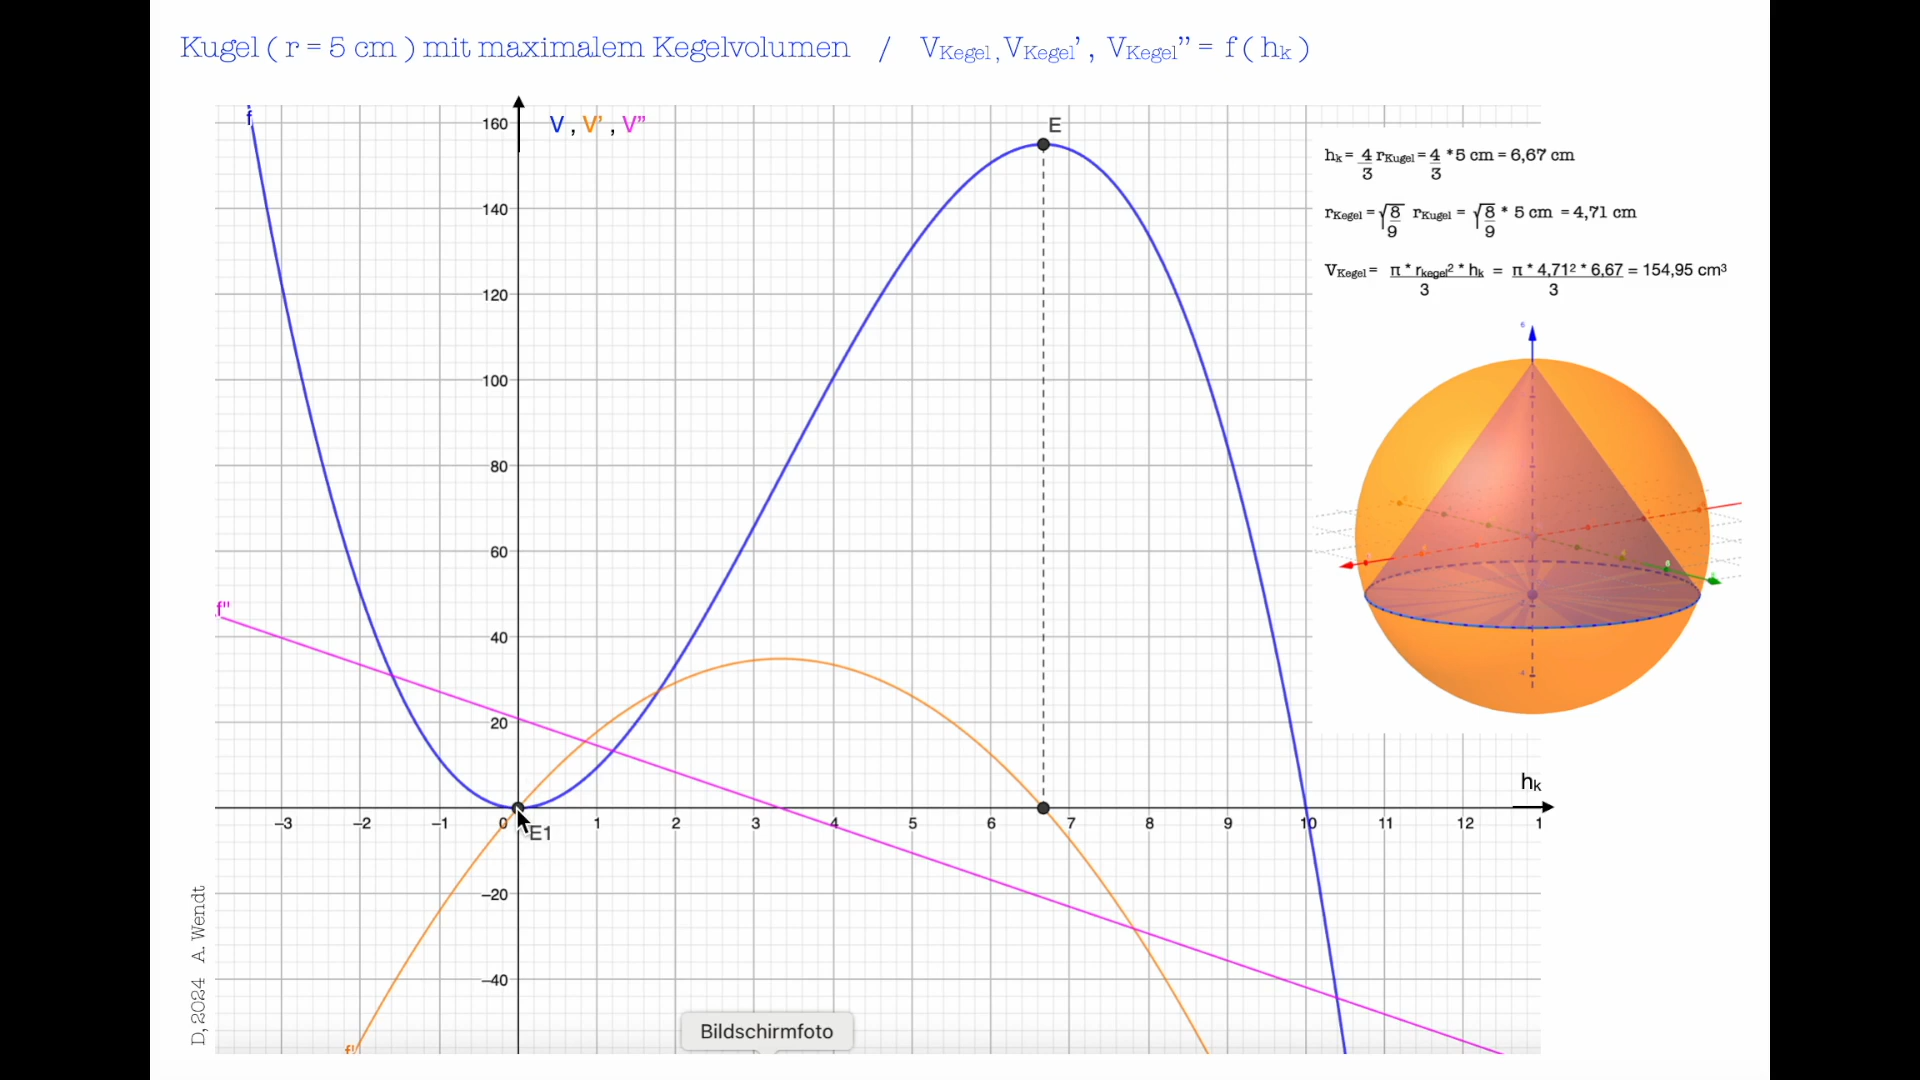 Kugel ( r = 5 cm ) mit maximalem Kegelvolumen / VKegel, VKegel’ , VKegel” = f ( hk )
f
160
V , V’ , V”
E
hk = 4/3 rKugel = 4/3 * 5 cm = 6,67 cm
140
rKegel = √8/9 rKugel = √8/9 * 5 cm = 4,71 cm
120
VKegel = π * rkegel² * hk / 3 = π * 4,71² * 6,67 / 3 = 154,95 cm³
100
80
60
f''
40
20
hk
–3 –2 –1 0 1 2 3 4 5 6 7 8 9 10 11 12 1
E1
–20
–40
f'
D, 2024 A. Wendt
Bildschirmfoto